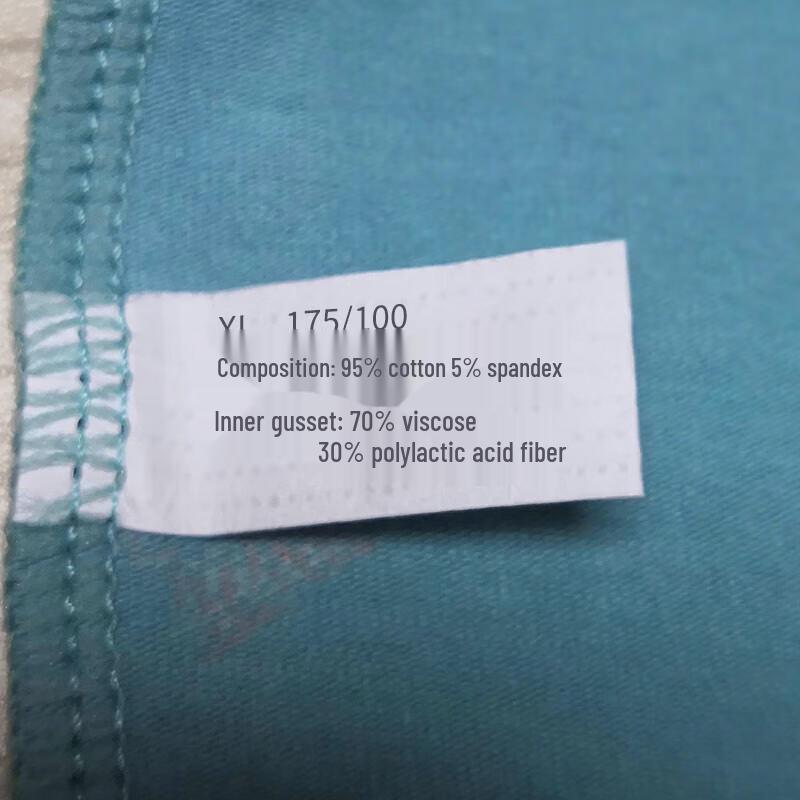 XL 175/100
Composition: 95% cotton 5% spandex
Inner gusset: 70% viscose
30% polylactic acid fiber